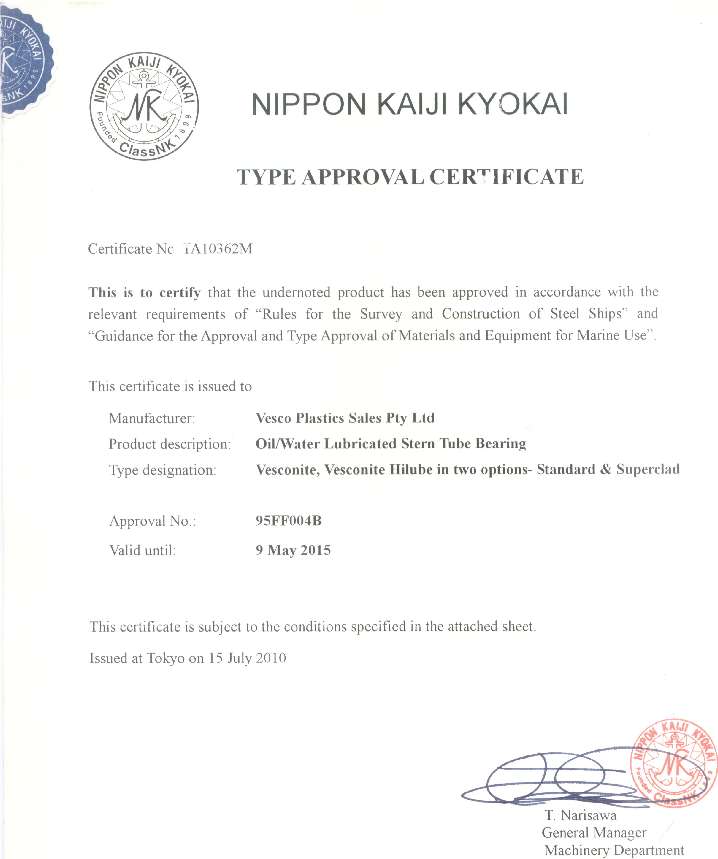 NIPPON KAIJI KYOKAI
Founded ClassNK 1899
NIPPON KAIJI KYOKAI
TYPE APPROVAL CERTIFICATE
Certificate No TA10362M
This is to certify that the undernoted product has been approved in accordance with the
relevant requirements of “Rules for the Survey and Construction of Steel Ships” and
“Guidance for the Approval and Type Approval of Materials and Equipment for Marine Use”.
This certificate is issued to
Manufacturer: Vesco Plastics Sales Pty Ltd
Product description: Oil/Water Lubricated Stern Tube Bearing
Type designation: Vesconite, Vesconite Hilube in two options- Standard & Superclad
Approval No.: 95FF004B
Valid until: 9 May 2015
This certificate is subject to the conditions specified in the attached sheet.
Issued at Tokyo on 15 July 2010
NIPPON KAIJI KYOKAI
Founded ClassNK 1899
T. Narisawa
General Manager
Machinery Department